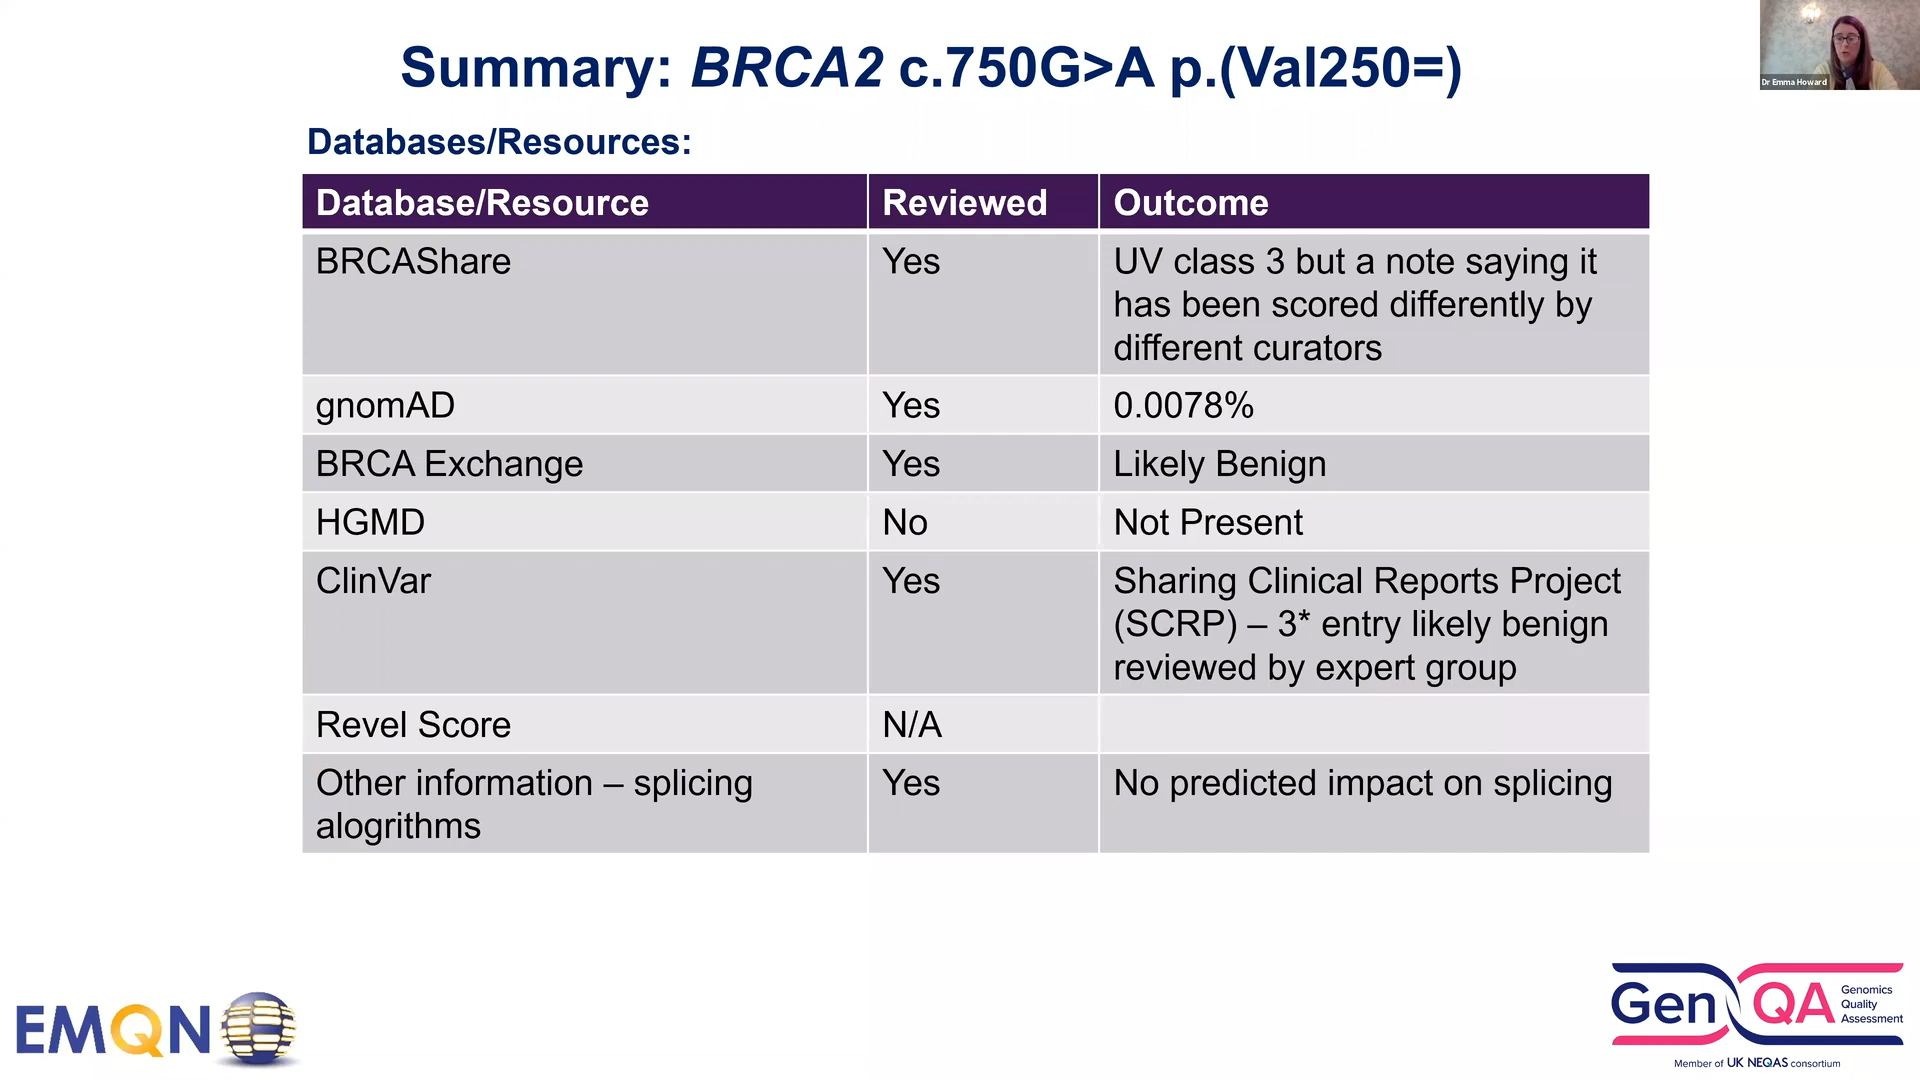 Summary: BRCA2 c.750G>A p.(Val250=)
Dr Emma Howard
Databases/Resources:
Database/Resource Reviewed Outcome
BRCAShare Yes UV class 3 but a note saying it
has been scored differently by
different curators
gnomAD Yes 0.0078%
BRCA Exchange Yes Likely Benign
HGMD No Not Present
ClinVar Yes Sharing Clinical Reports Project
(SCRP) – 3* entry likely benign
reviewed by expert group
Revel Score N/A
Other information – splicing Yes No predicted impact on splicing
alogrithms
EMQN
GenQA
Genomics
Quality
Assessment
Member of UK NEQAS consortium